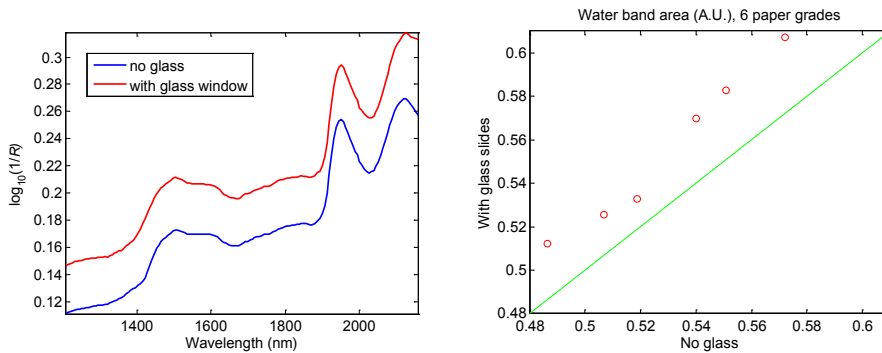 0.3
0.28
0.26
0.24
0.22
0.2
0.18
0.16
0.14
0.12
log10(1/R)
no glass
with glass window
1400 1600 1800 2000
Wavelength (nm)
Water band area (A.U.), 6 paper grades
0.6
0.58
0.56
0.54
0.52
0.5
0.48
With glass slides
0.48 0.5 0.52 0.54 0.56 0.58 0.6
No glass